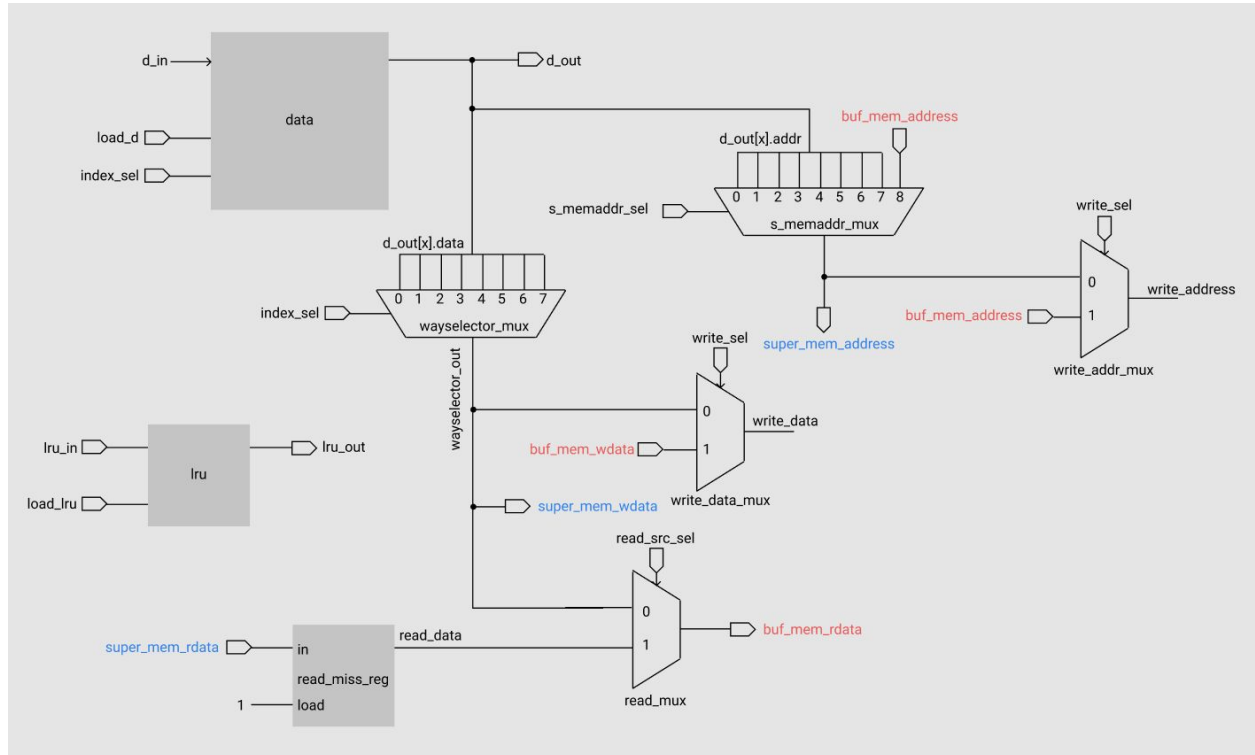 d_in
d_out
data
load_d
index_sel
buf_mem_address
d_out[x].addr
0 1 2 3 4 5 6 7 8
s_memaddr_sel
s_memaddr_mux
write_sel
0
write_address
buf_mem_address
1
write_addr_mux
super_mem_address
d_out[x].data
0 1 2 3 4 5 6 7
index_sel
wayselector_mux
wayselector_out
write_sel
0
write_data
buf_mem_wdata
1
write_data_mux
lru_in
lru_out
lru
load_lru
super_mem_wdata
read_src_sel
0
buf_mem_rdata
1
read_mux
super_mem_rdata
in
read_data
read_miss_reg
1
load